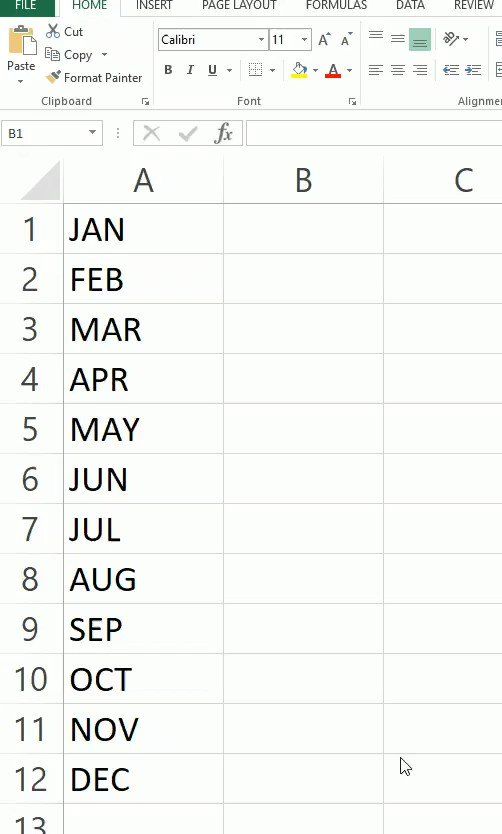 FILE HOME INSERT PAGE LAYOUT FORMULAS DATA REVIEW
Cut
Calibri 11 A A
Copy
Paste
B I U A
Format Painter
Clipboard Font Alignme
B1 fx
A B C
1 JAN
2 FEB
3 MAR
4 APR
5 MAY
6 JUN
7 JUL
8 AUG
9 SEP
10 OCT
11 NOV
12 DEC
13